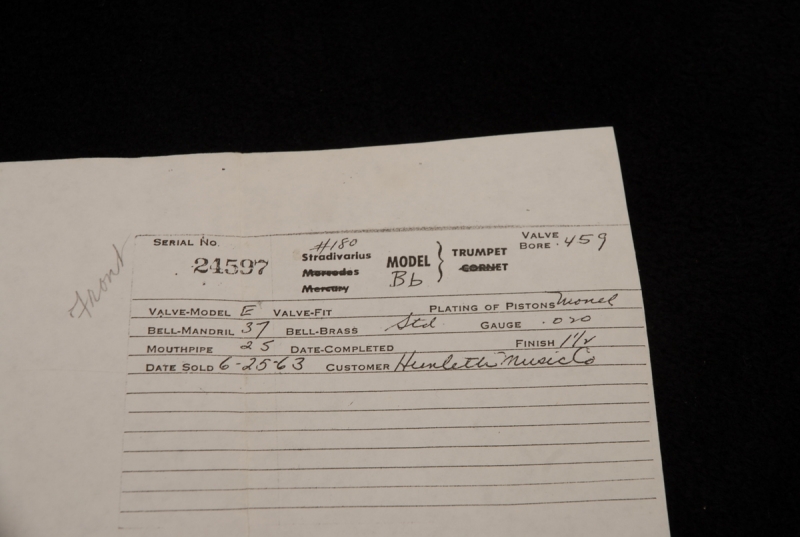 Front
SERIAL NO. 24597
#180
Stradivarius
Mercedes
Mercury
MODEL Bb
TRUMPET
CORNET
VALVE BORE .459
VALVE-MODEL E VALVE-FIT PLATING OF PISTONS Monel
BELL-MANDRIL 37 BELL-BRASS Std GAUGE .020
MOUTHPIPE 25 DATE-COMPLETED FINISH 1 1/2
DATE SOLD 6-25-63 CUSTOMER Hunleth Music Co